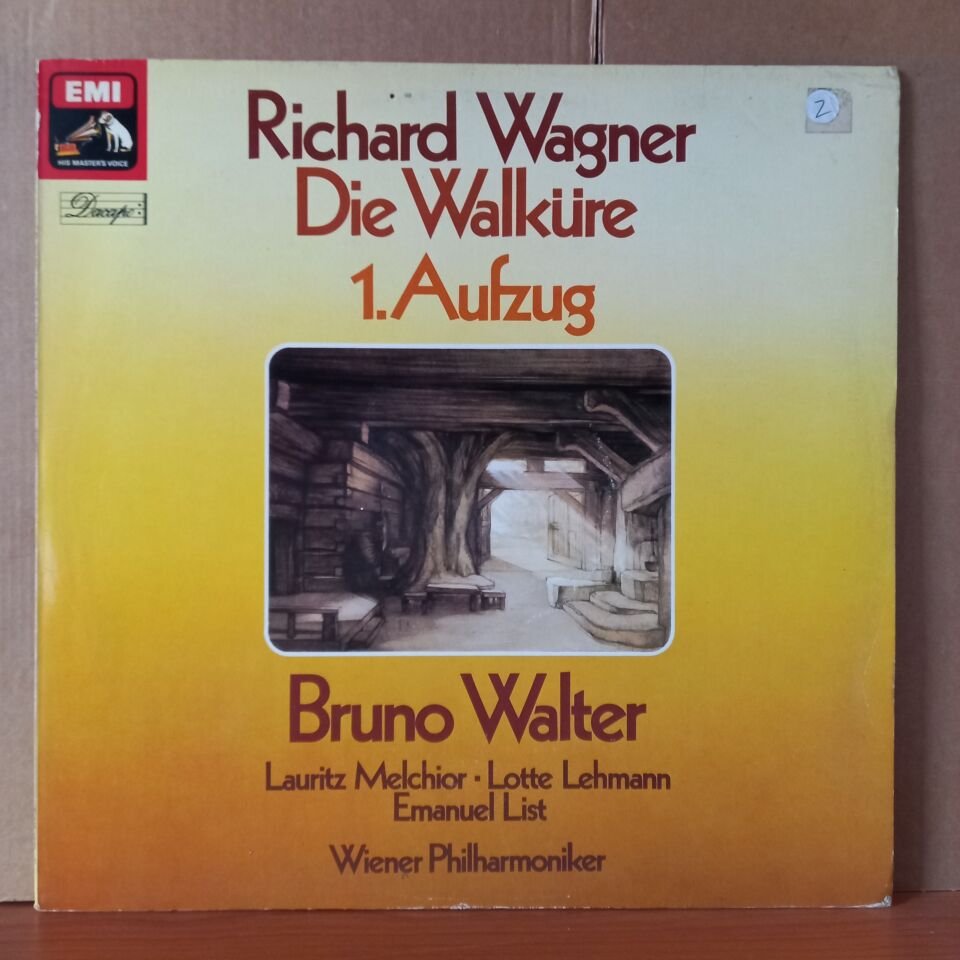 EMI
HIS MASTER'S VOICE
Dacapo
2
Richard Wagner
Die Walküre
1. Aufzug
Bruno Walter
Lauritz Melchior · Lotte Lehmann
Emanuel List
Wiener Philharmoniker